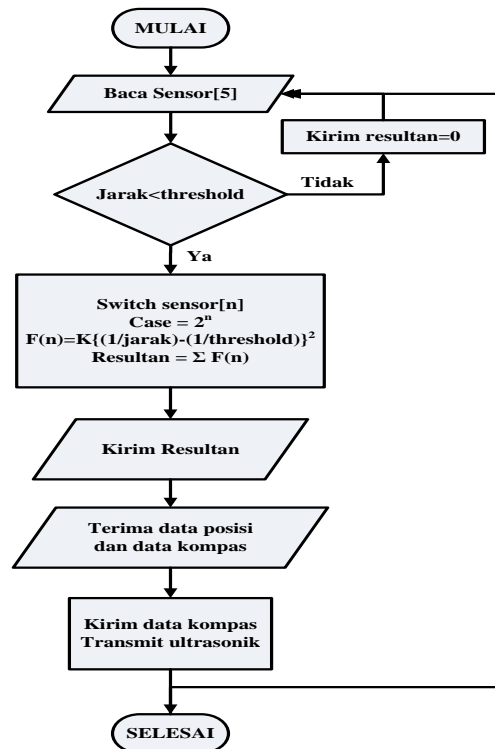 MULAI
Baca Sensor[5]
Kirim resultan=0
Jarak<threshold
Tidak
Ya
Switch sensor[n]
Case = 2ⁿ
F(n)=K{(1/jarak)-(1/threshold)}²
Resultan = Σ F(n)
Kirim Resultan
Terima data posisi
dan data kompas
Kirim data kompas
Transmit ultrasonik
SELESAI